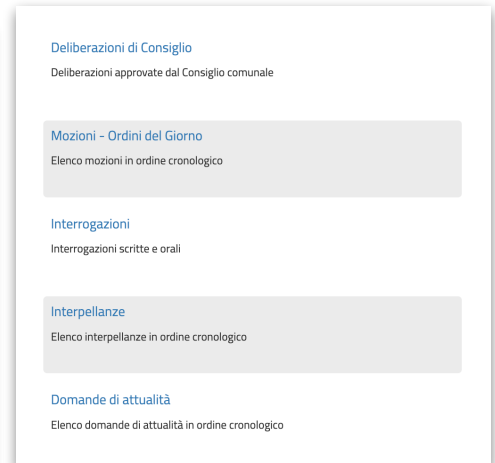 Deliberazioni di Consiglio
Deliberazioni approvate dal Consiglio comunale
Mozioni - Ordini del Giorno
Elenco mozioni in ordine cronologico
Interrogazioni
Interrogazioni scritte e orali
Interpellanze
Elenco interpellanze in ordine cronologico
Domande di attualità
Elenco domande di attualità in ordine cronologico